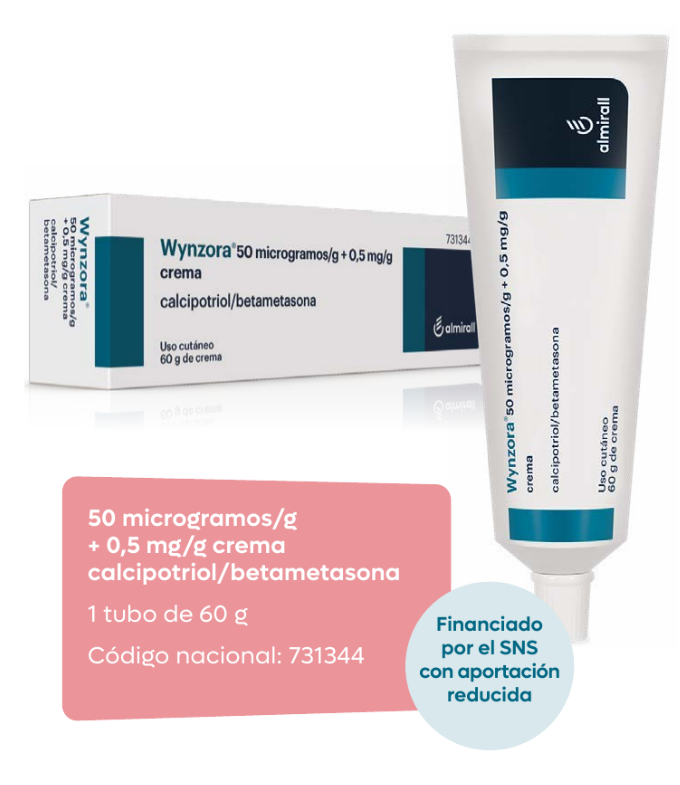 Wynzora®
50 microgramos/g
+ 0,5 mg/g crema
calcipotriol/
betametasona
Wynzora® 50 microgramos/g + 0,5 mg/g
crema
calcipotriol/betametasona
Uso cutáneo
60 g de crema
731344
almirall
almirall
Wynzora® 50 microgramos/g + 0,5 mg/g
crema
calcipotriol/betametasona
Uso cutáneo
60 g de crema
50 microgramos/g
+ 0,5 mg/g crema
calcipotriol/betametasona
1 tubo de 60 g
Código nacional: 731344
Financiado
por el SNS
con aportación
reducida